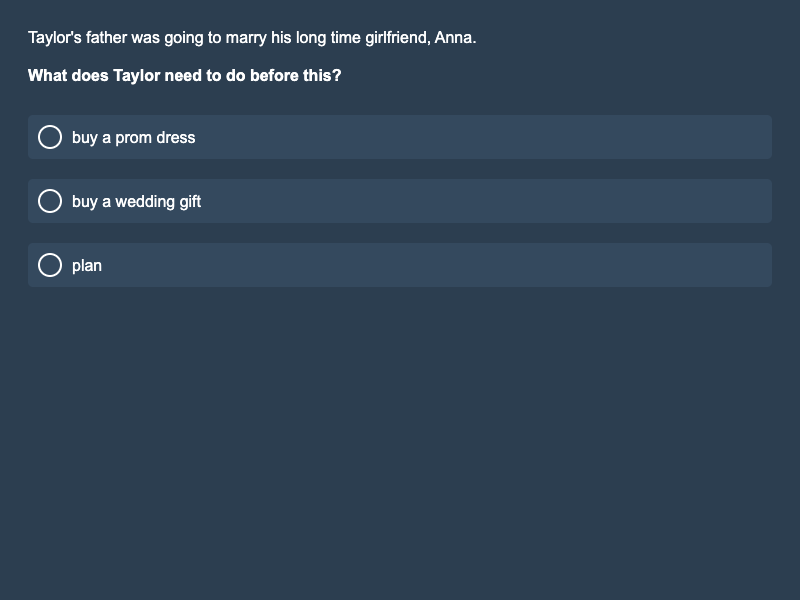 Taylor's father was going to marry his long time girlfriend, Anna.
What does Taylor need to do before this?
buy a prom dress
buy a wedding gift
plan